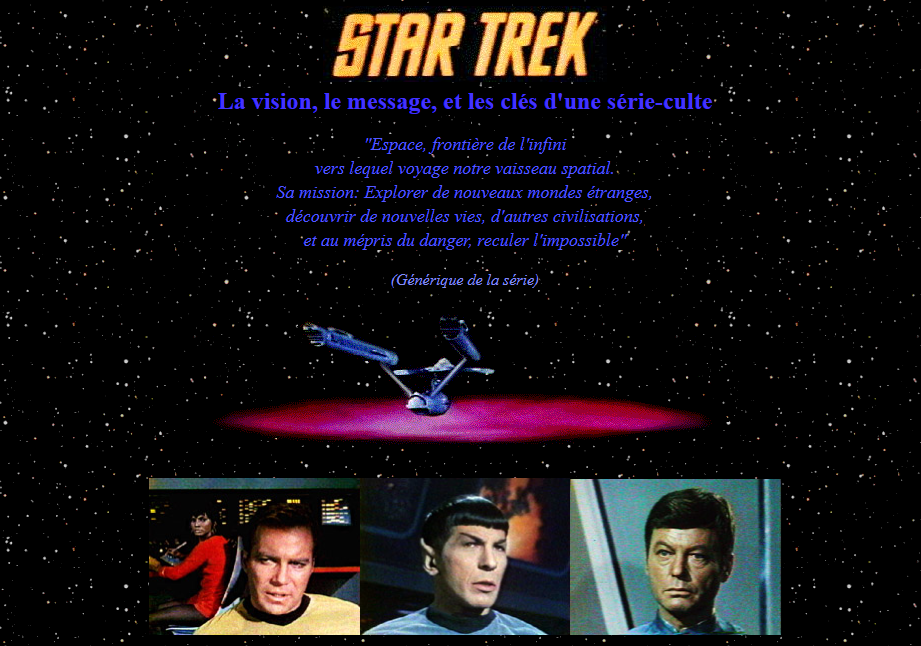 STAR TREK
La vision, le message, et les clés d'une série-culte
"Espace, frontière de l'infini
vers lequel voyage notre vaisseau spatial.
Sa mission: Explorer de nouveaux mondes étranges,
découvrir de nouvelles vies, d'autres civilisations,
et au mépris du danger, reculer l'impossible"
(Générique de la série)